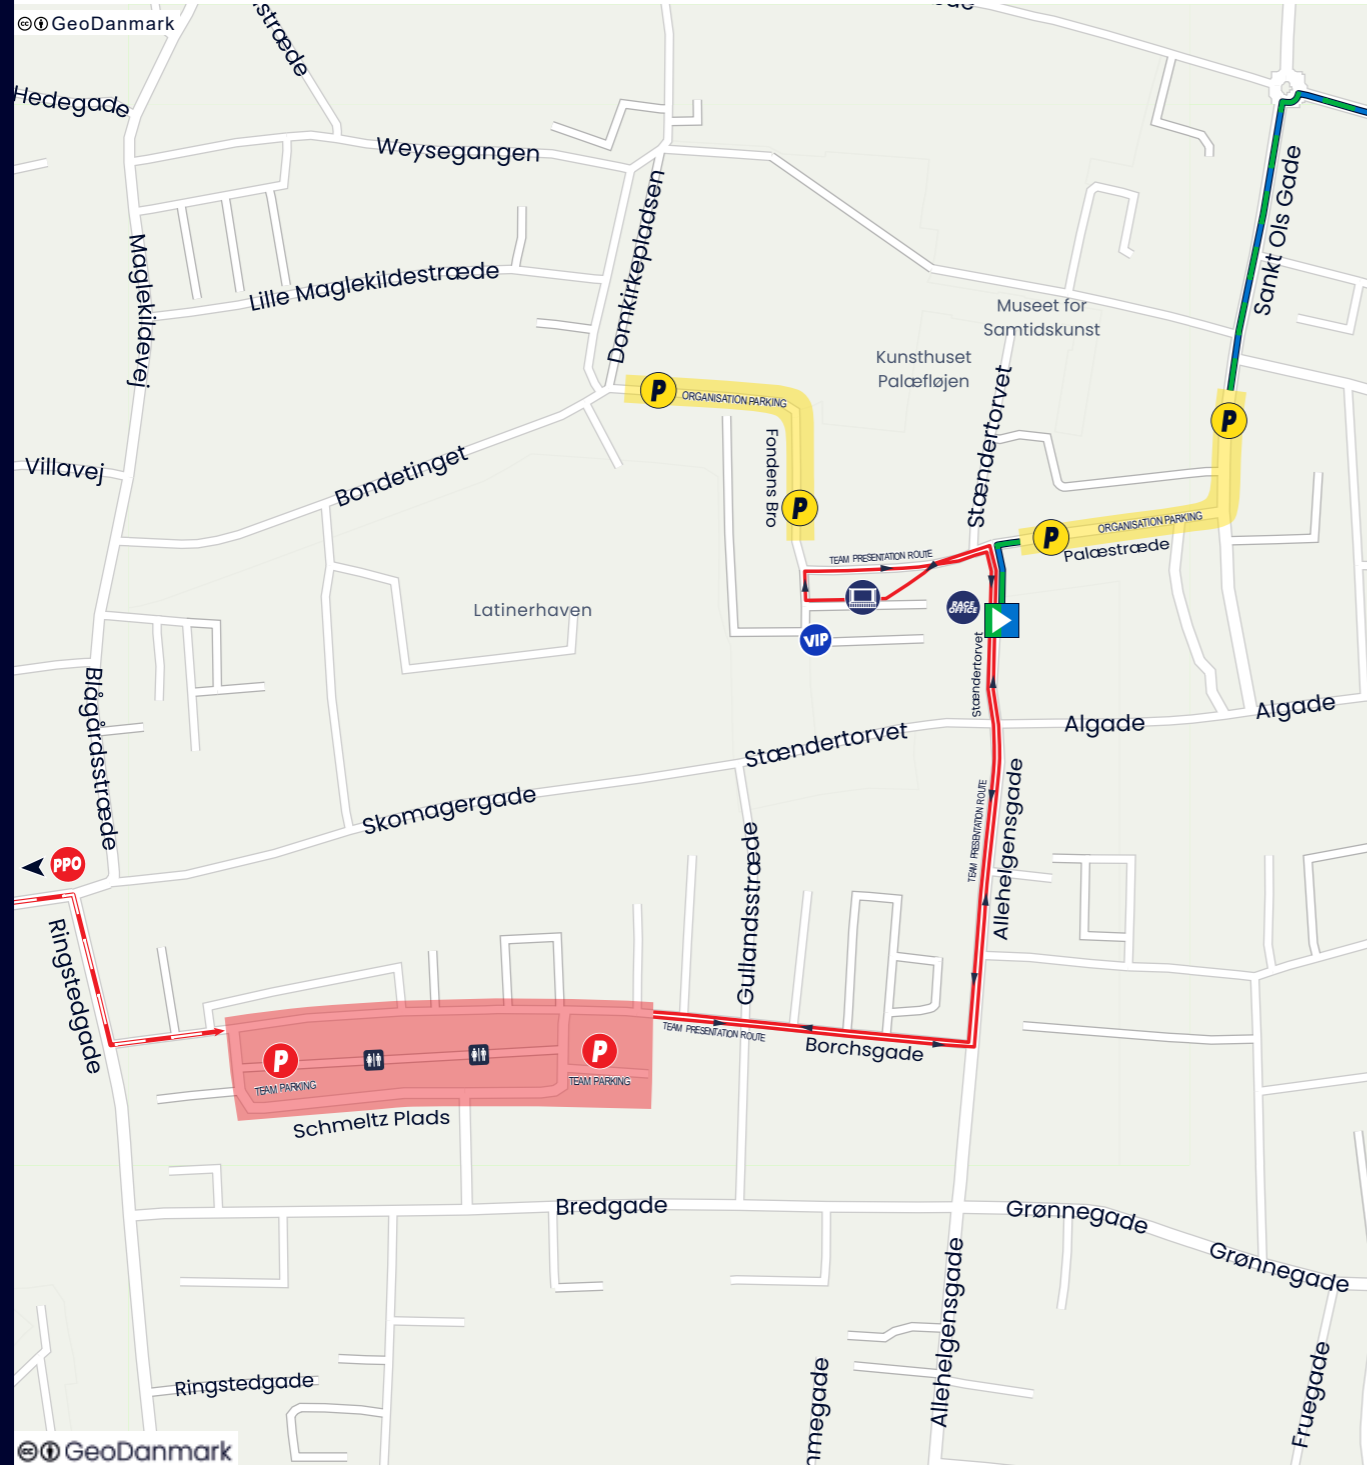 GeoDanmark
stræde
Hedegade
Weysegangen
Domkirkepladsen
Sankt Ols Gade
Maglekildevej
Lille Maglekildestræde
Museet for
Samtidskunst
Kunsthuset
Palæfløjen
Stændertorvet
P
ORGANISATION PARKING
P
Fondens Bro
Villavej
Bondetinget
P
P
ORGANISATION PARKING
Palæstræde
TEAM PRESENTATION ROUTE
Latinerhaven
RACE
OFFICE
VIP
Stændertorvet
Blågårdsstræde
Stændertorvet
Algade
Algade
Skomagergade
TEAM PRESENTATION ROUTE
Allehelgensgade
Gullandsstræde
PPO
Ringstedgade
TEAM PRESENTATION ROUTE
Borchsgade
P
TEAM PARKING
P
TEAM PARKING
Schmeltz Plads
Bredgade
Grønnegade
Grønnegade
Allehelgensgade
Ringstedgade
mmegade
Fruegade
GeoDanmark